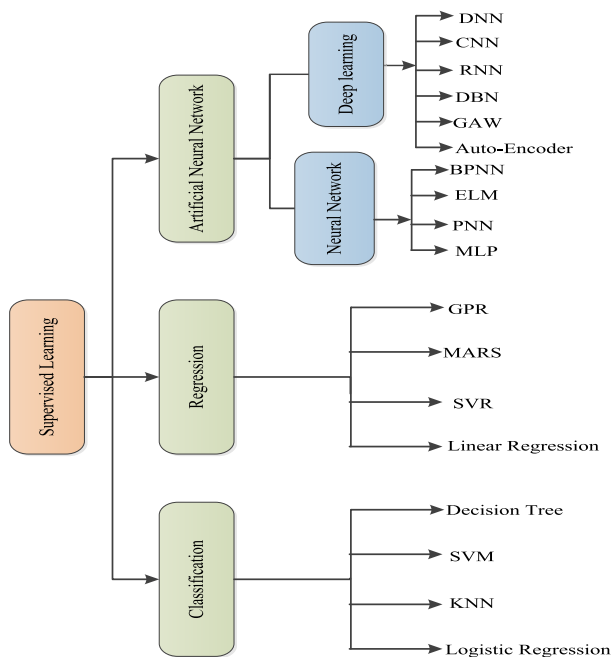 Supervised Learning
Artificial Neural Network
Deep learning
DNN
CNN
RNN
DBN
GAW
Auto-Encoder
Neural Network
BPNN
ELM
PNN
MLP
Regression
GPR
MARS
SVR
Linear Regression
Classification
Decision Tree
SVM
KNN
Logistic Regression